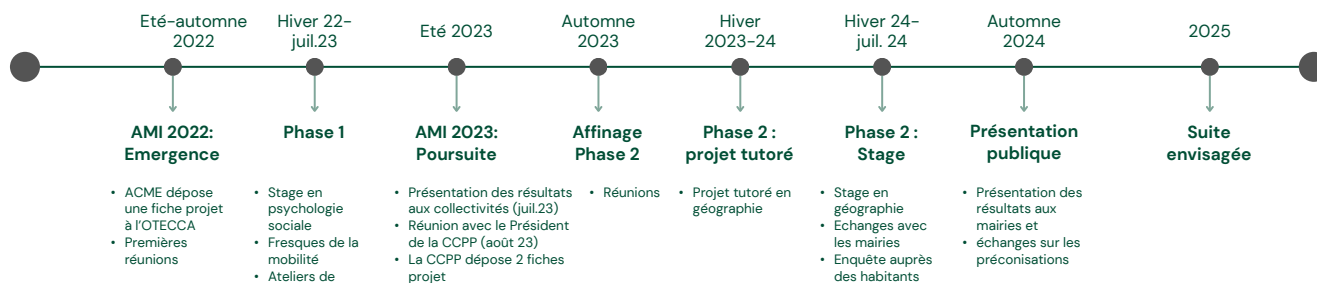 Eté-automne
2022
Hiver 22-
juil.23
Eté 2023
Automne
2023
Hiver
2023-24
Hiver 24-
juil. 24
Automne
2024
2025
AMI 2022:
Emergence
Phase 1
AMI 2023:
Poursuite
Affinage
Phase 2
Phase 2 :
projet tutoré
Phase 2 :
Stage
Présentation
publique
Suite
envisagée
• ACME dépose
une fiche projet
à l'OTECCA
• Premières
réunions
• Stage en
psychologie
sociale
• Fresques de la
mobilité
• Ateliers de
• Présentation des résultats
aux collectivités (juil.23)
• Réunion avec le Président
de la CCPP (août 23)
• La CCPP dépose 2 fiches
projet
• Réunions
• Projet tutoré en
géographie
• Stage en
géographie
• Echanges avec
les mairies
• Enquête auprès
des habitants
• Présentation des
résultats aux
mairies et
• échanges sur les
préconisations